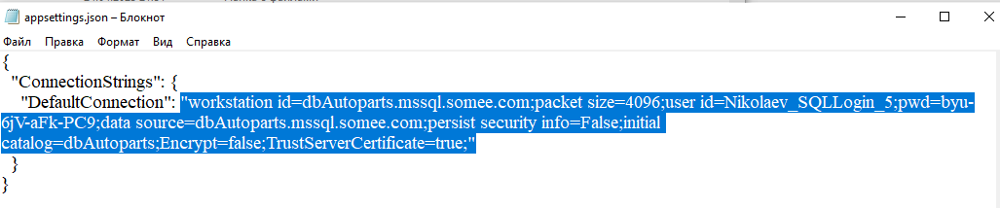 appsettings.json – Блокнот
Файл Правка Формат Вид Справка
{
"ConnectionStrings": {
"DefaultConnection": "workstation id=dbAutoparts.mssql.somee.com;packet size=4096;user id=Nikolaev_SQLLogin_5;pwd=byu-
6jV-aFk-PC9;data source=dbAutoparts.mssql.somee.com;persist security info=False;initial
catalog=dbAutoparts;Encrypt=false;TrustServerCertificate=true;"
}
}